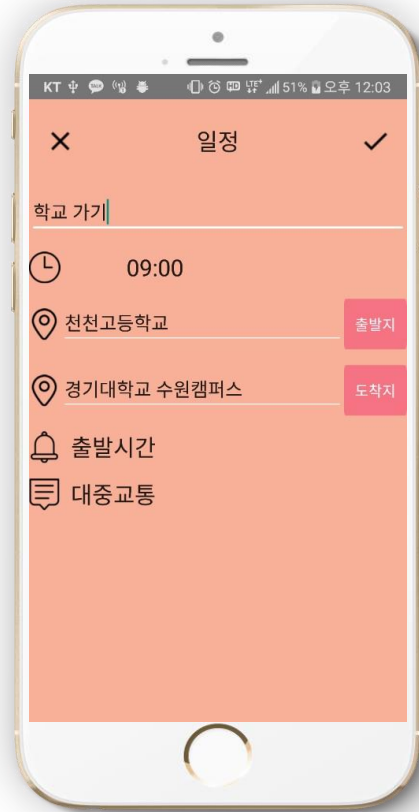 KT 51% 오후 12:03
일정
학교 가기
09:00
천천고등학교 출발지
경기대학교 수원캠퍼스 도착지
출발시간
대중교통